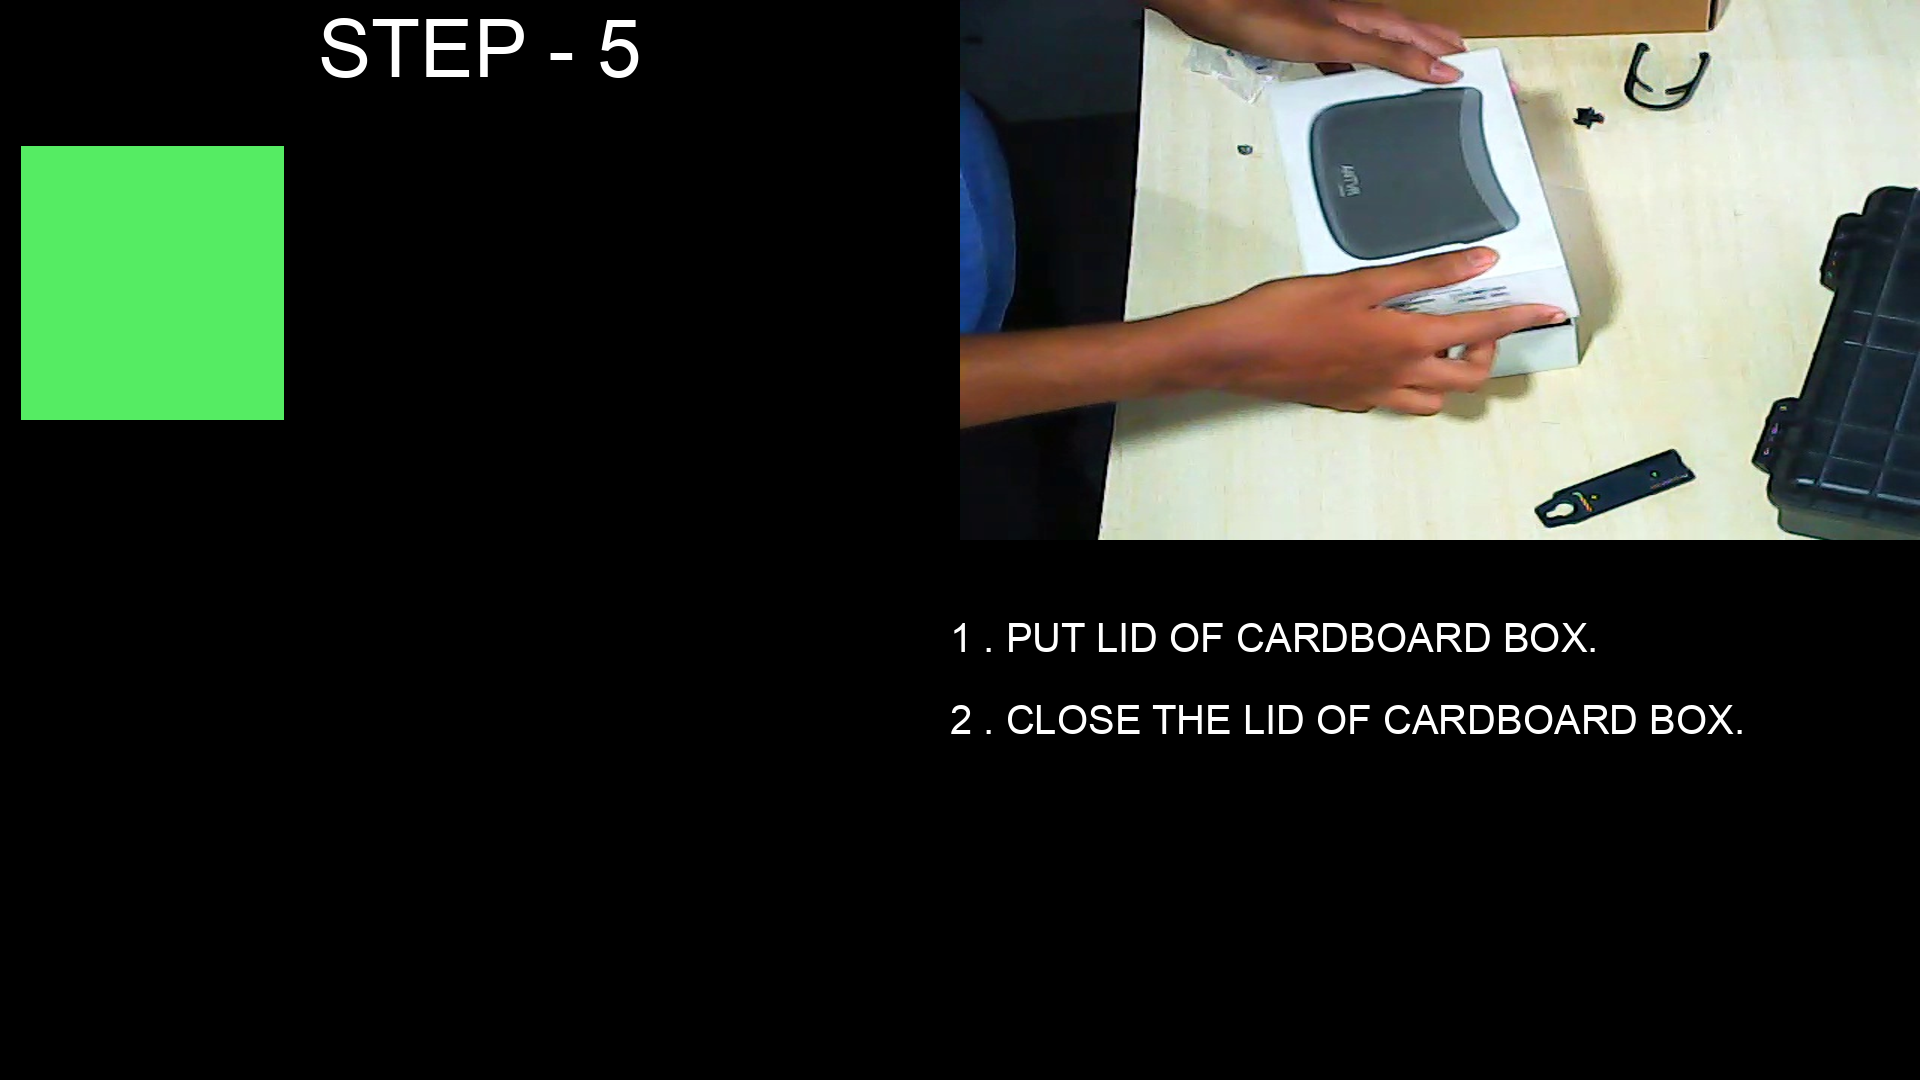 STEP - 5
1 . PUT LID OF CARDBOARD BOX.
2 . CLOSE THE LID OF CARDBOARD BOX.